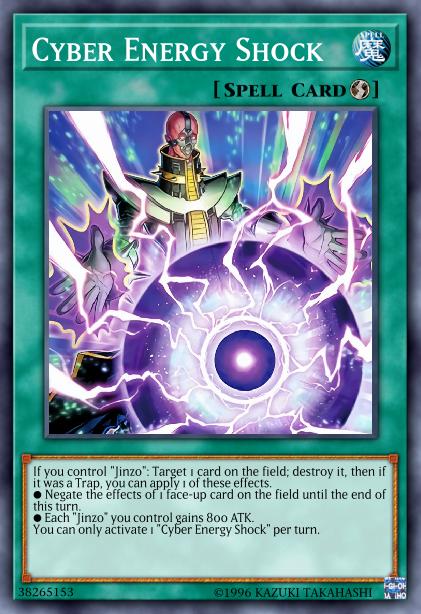 CYBER ENERGY SHOCK
SPELL
魔
[SPELL CARD]
If you control "Jinzo": Target 1 card on the field; destroy it, then if
it was a Trap, you can apply 1 of these effects.
● Negate the effects of 1 face-up card on the field until the end of
this turn.
● Each "Jinzo" you control gains 800 ATK.
You can only activate 1 "Cyber Energy Shock" per turn.
38265153
©1996 KAZUKI TAKAHASHI